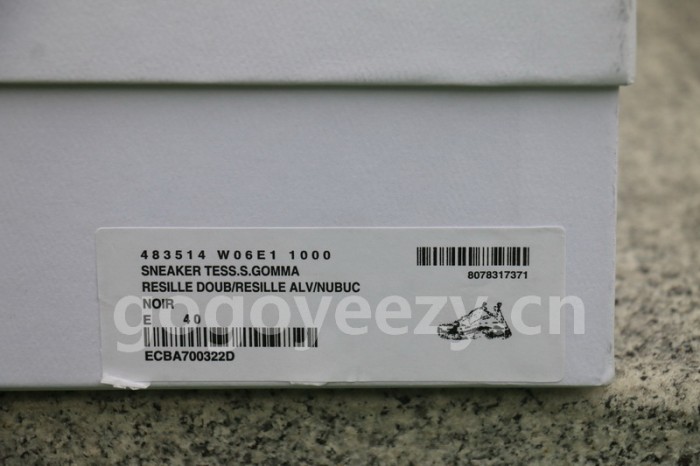 483514 W06E1 1000
SNEAKER TESS.S.GOMMA
RESILLE DOUB/RESILLE ALV/NUBUC
NOIR
E 40
ECBA700322D
8078317371
gogoyeezy.cn